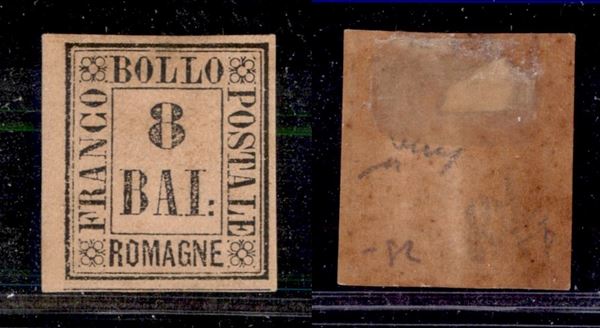 BOLLO
FRANCO
POSTALE
8
BAI:
ROMAGNE